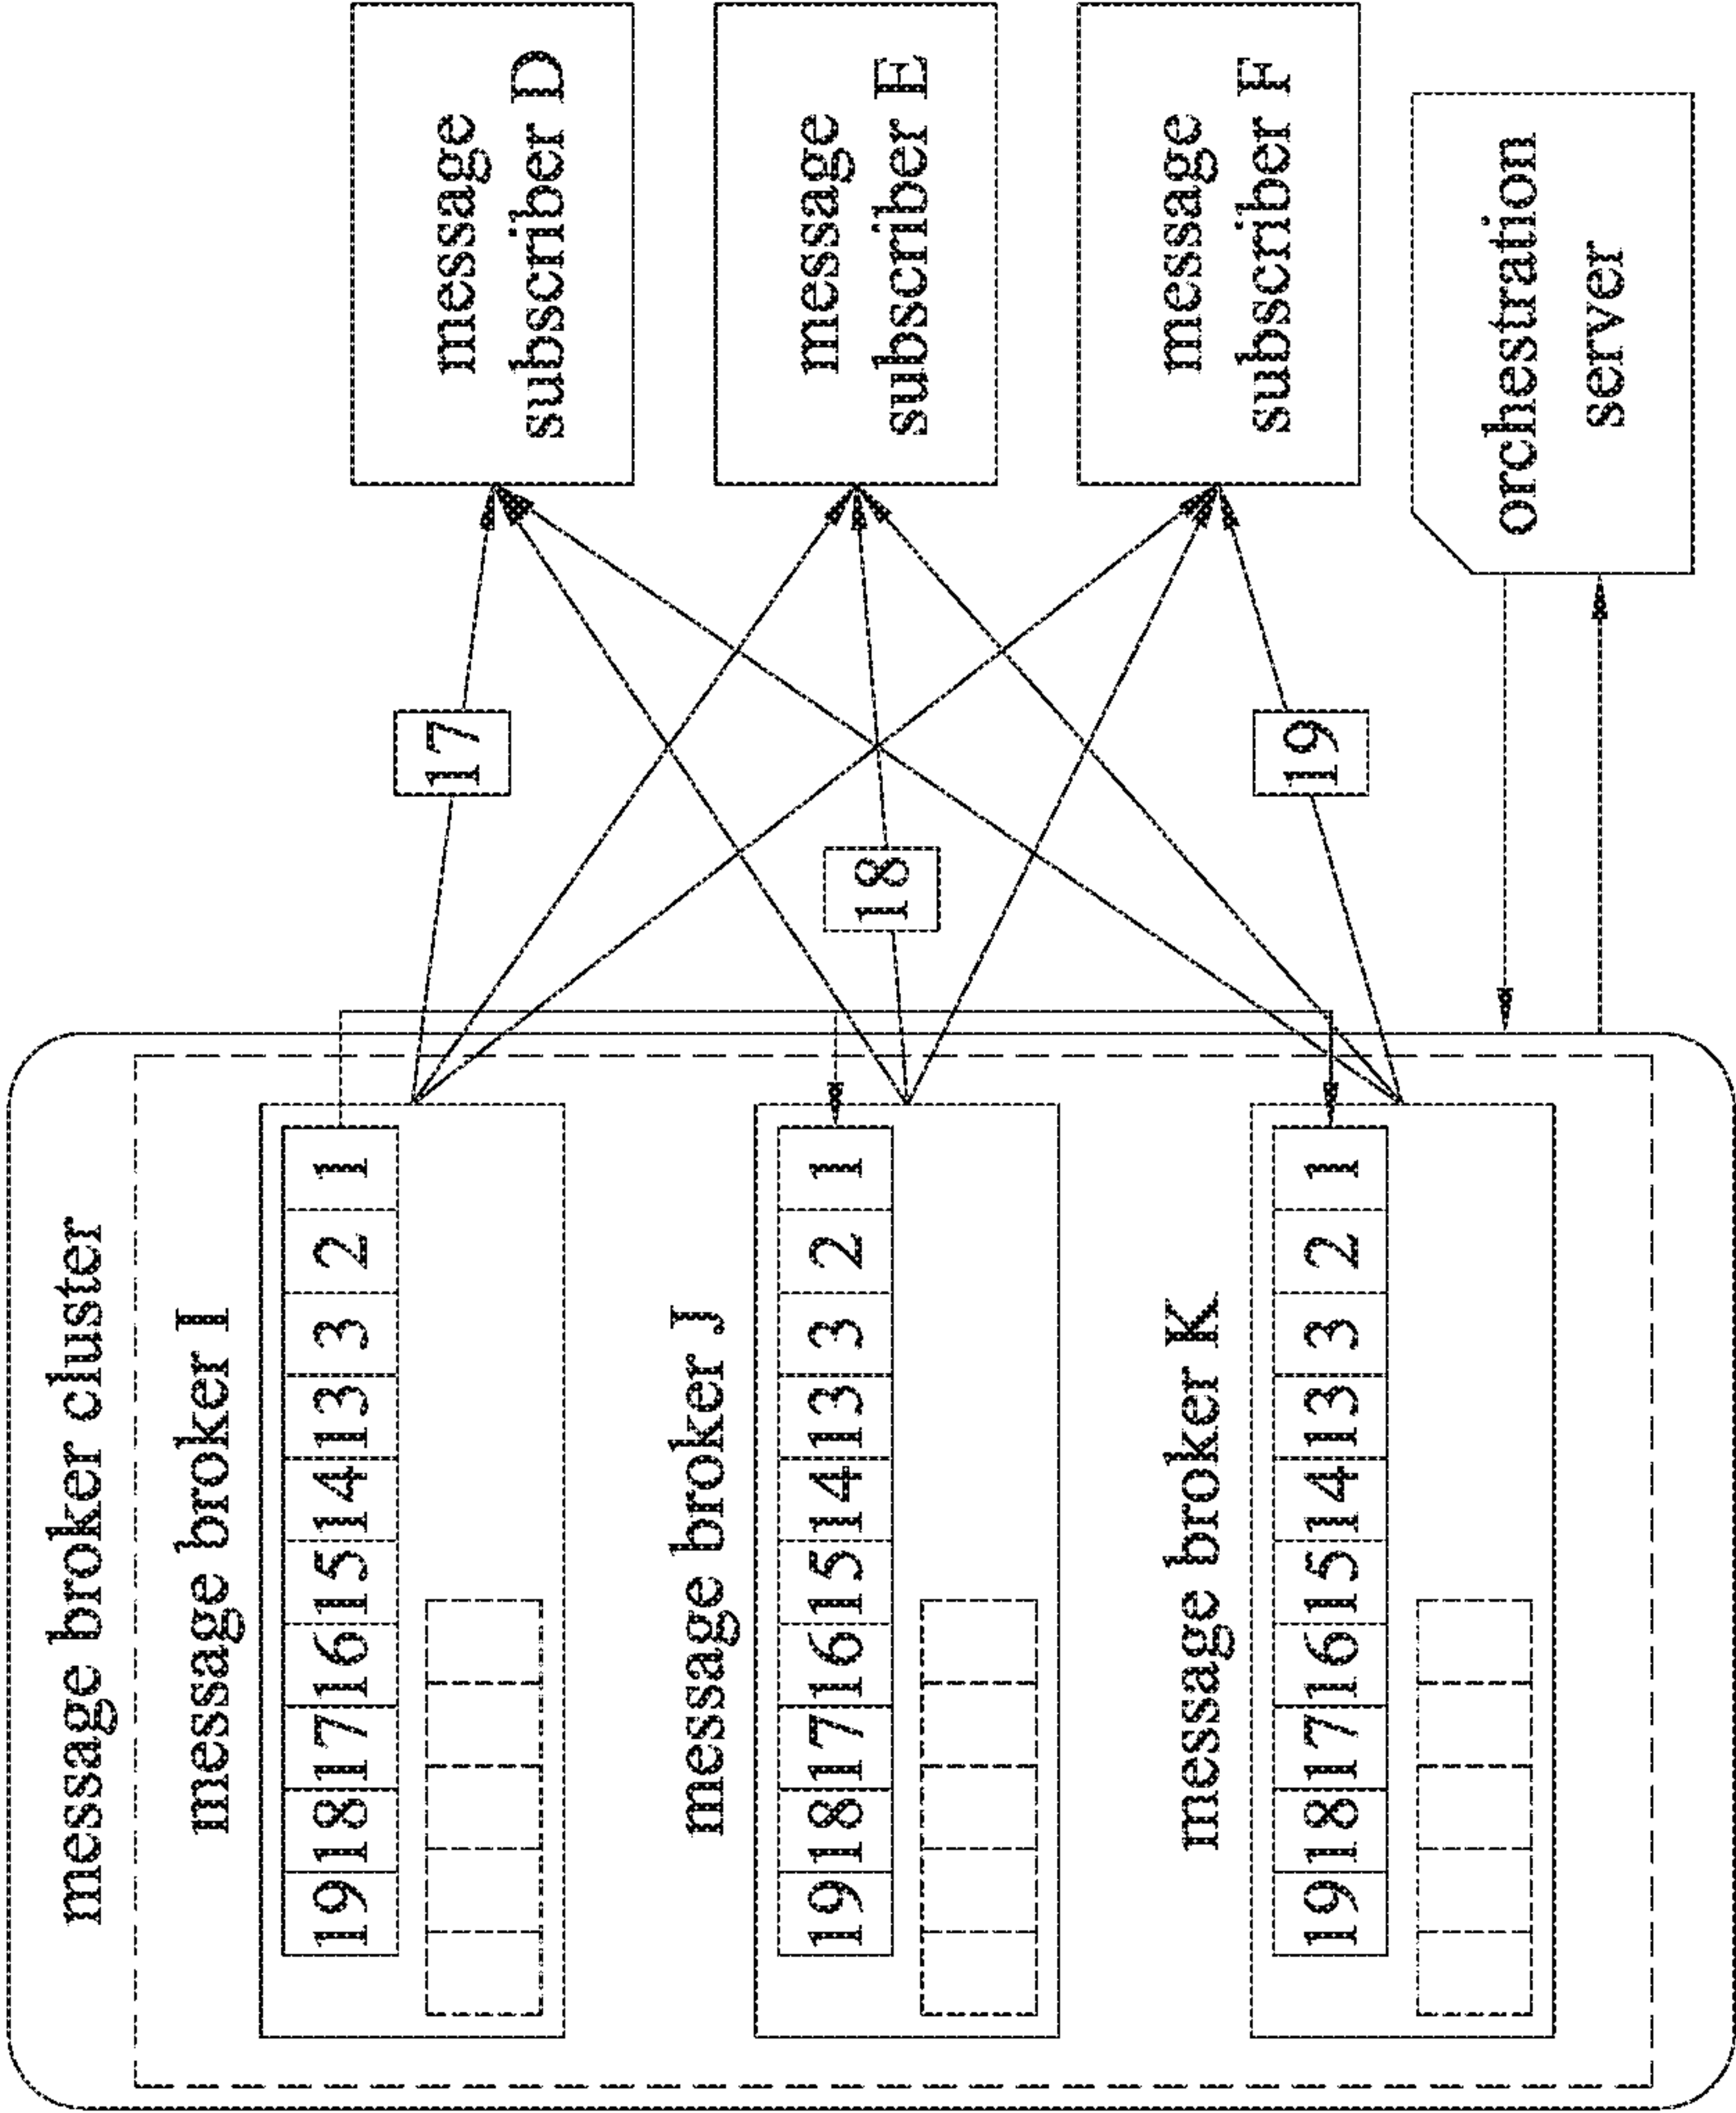 message broker cluster
message broker I
19 18 17 16 15 14 13 3 2 1
message broker J
19 18 17 16 15 14 13 3 2 1
message broker K
19 18 17 16 15 14 13 3 2 1
17
18
19
message
subscriber D
message
subscriber E
message
subscriber F
orchestration
server